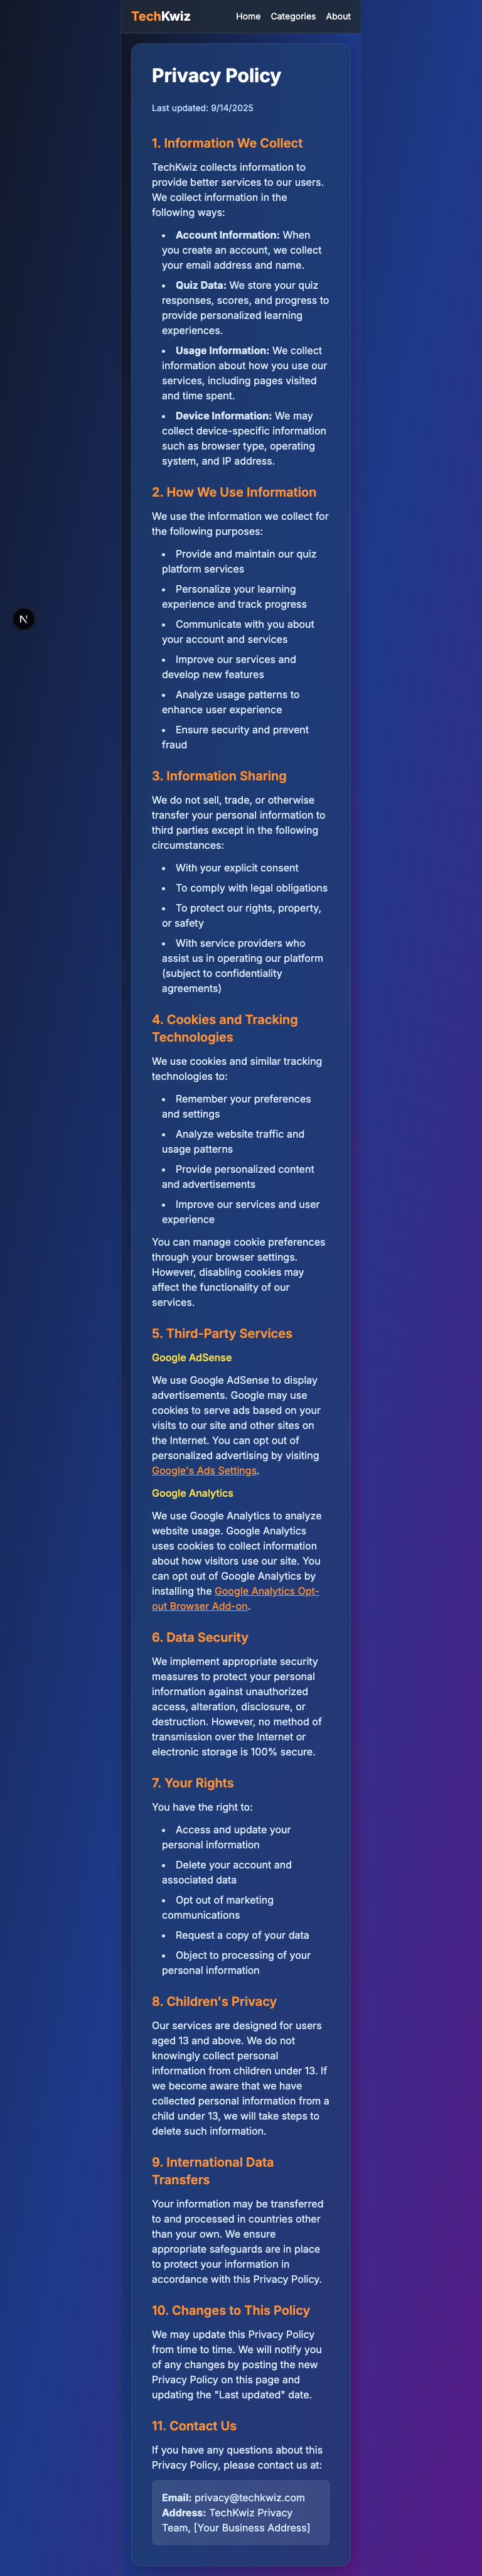 TechKwiz Home Categories About
Privacy Policy
Last updated: 9/14/2025
1. Information We Collect
TechKwiz collects information to
provide better services to our users.
We collect information in the
following ways:
• Account Information: When
you create an account, we collect
your email address and name.
• Quiz Data: We store your quiz
responses, scores, and progress to
provide personalized learning
experiences.
• Usage Information: We collect
information about how you use our
services, including pages visited
and time spent.
• Device Information: We may
collect device-specific information
such as browser type, operating
system, and IP address.
2. How We Use Information
We use the information we collect for
the following purposes:
• Provide and maintain our quiz
platform services
• Personalize your learning
experience and track progress
• Communicate with you about
your account and services
N
• Improve our services and
develop new features
• Analyze usage patterns to
enhance user experience
• Ensure security and prevent
fraud
3. Information Sharing
We do not sell, trade, or otherwise
transfer your personal information to
third parties except in the following
circumstances:
• With your explicit consent
• To comply with legal obligations
• To protect our rights, property,
or safety
• With service providers who
assist us in operating our platform
(subject to confidentiality
agreements)
4. Cookies and Tracking
Technologies
We use cookies and similar tracking
technologies to:
• Remember your preferences
and settings
• Analyze website traffic and
usage patterns
• Provide personalized content
and advertisements
• Improve our services and user
experience
You can manage cookie preferences
through your browser settings.
However, disabling cookies may
affect the functionality of our
services.
5. Third-Party Services
Google AdSense
We use Google AdSense to display
advertisements. Google may use
cookies to serve ads based on your
visits to our site and other sites on
the Internet. You can opt out of
personalized advertising by visiting
Google's Ads Settings.
Google Analytics
We use Google Analytics to analyze
website usage. Google Analytics
uses cookies to collect information
about how visitors use our site. You
can opt out of Google Analytics by
installing the Google Analytics Opt-
out Browser Add-on.
6. Data Security
We implement appropriate security
measures to protect your personal
information against unauthorized
access, alteration, disclosure, or
destruction. However, no method of
transmission over the Internet or
electronic storage is 100% secure.
7. Your Rights
You have the right to:
• Access and update your
personal information
• Delete your account and
associated data
• Opt out of marketing
communications
• Request a copy of your data
• Object to processing of your
personal information
8. Children's Privacy
Our services are designed for users
aged 13 and above. We do not
knowingly collect personal
information from children under 13. If
we become aware that we have
collected personal information from a
child under 13, we will take steps to
delete such information.
9. International Data
Transfers
Your information may be transferred
to and processed in countries other
than your own. We ensure
appropriate safeguards are in place
to protect your information in
accordance with this Privacy Policy.
10. Changes to This Policy
We may update this Privacy Policy
from time to time. We will notify you
of any changes by posting the new
Privacy Policy on this page and
updating the "Last updated" date.
11. Contact Us
If you have any questions about this
Privacy Policy, please contact us at:
Email: privacy@techkwiz.com
Address: TechKwiz Privacy
Team, [Your Business Address]